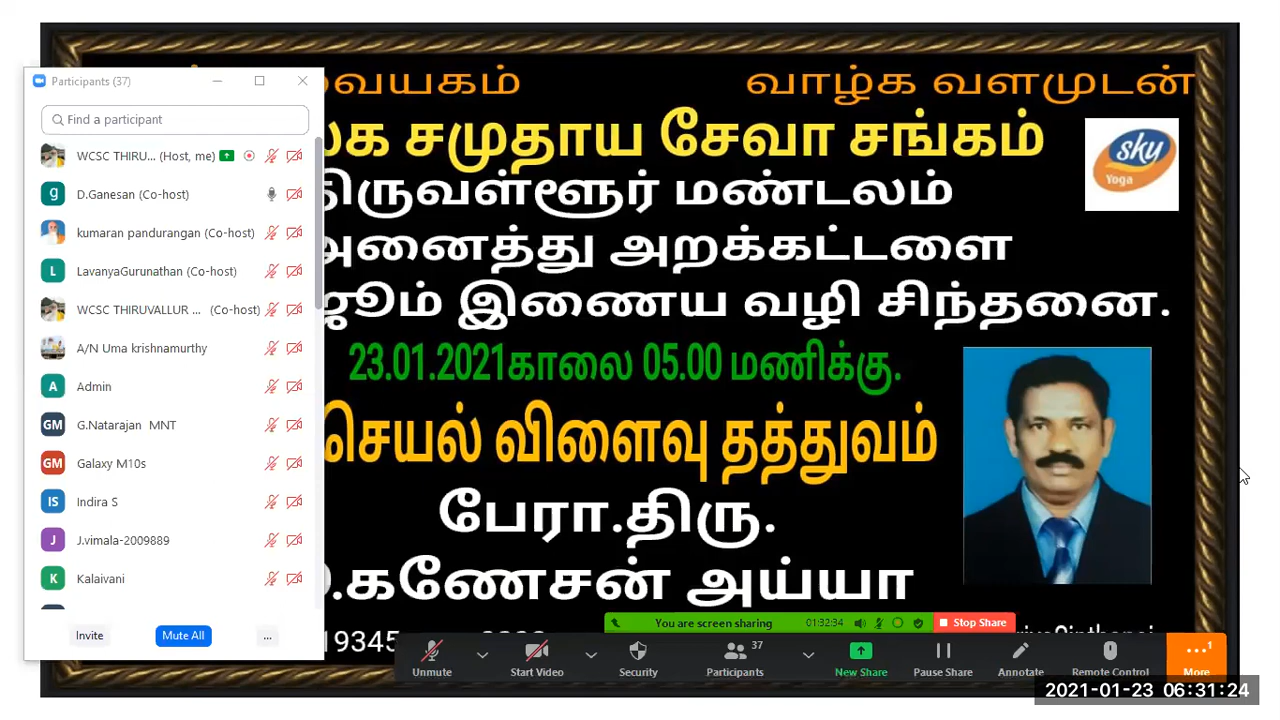 Participants (37)
Find a participant
WCSC THIRU... (Host, me)
D.Ganesan (Co-host)
kumaran pandurangan (Co-host)
LavanyaGurunathan (Co-host)
WCSC THIRUVALLUR ... (Co-host)
A/N Uma krishnamurthy
Admin
G.Natarajan MNT
Galaxy M10s
Indira S
J.vimala-2009889
Kalaivani
Invite
Mute All
...
வாழ்க வளமுடன்
சமுதாய சேவா சங்கம்
sky
Yoga
மண்டலம்
அனைத்து அறக்கட்டளை
இணைய வழி சிந்தனை.
23.01.2021காலை 05.00 மணிக்கு.
செயல் விளைவு தத்துவம்
பேரா.திரு.
கணேசன் அய்யா
You are screen sharing
01:32:34
Stop Share
Unmute
Start Video
Security
Participants
37
New Share
Pause Share
Annotate
Remote Control
More
1
2021-01-23 06:31:24